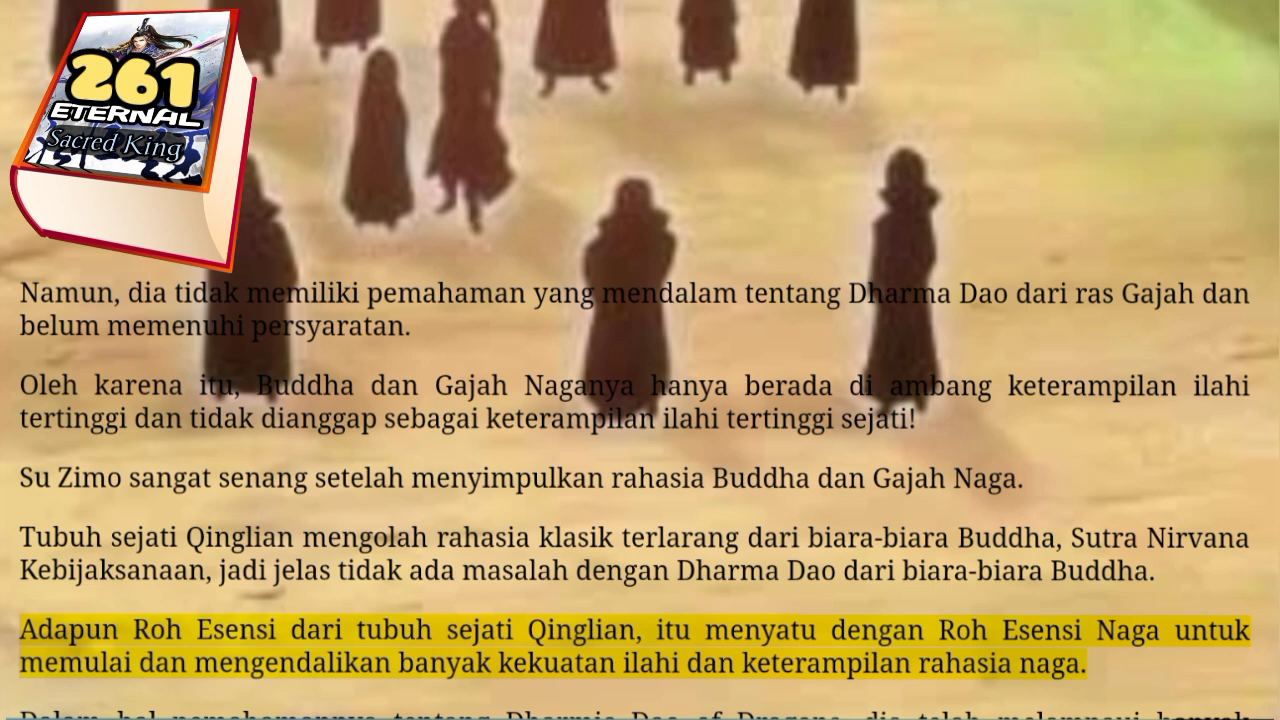 261
ETERNAL
Sacred King
Namun, dia tidak memiliki pemahaman yang mendalam tentang Dharma Dao dari ras Gajah dan
belum memenuhi persyaratan.
Oleh karena itu, Buddha dan Gajah Naganya hanya berada di ambang keterampilan ilahi
tertinggi dan tidak dianggap sebagai keterampilan ilahi tertinggi sejati!
Su Zimo sangat senang setelah menyimpulkan rahasia Buddha dan Gajah Naga.
Tubuh sejati Qinglian mengolah rahasia klasik terlarang dari biara-biara Buddha, Sutra Nirvana
Kebijaksanaan, jadi jelas tidak ada masalah dengan Dharma Dao dari biara-biara Buddha.
Adapun Roh Esensi dari tubuh sejati Qinglian, itu menyatu dengan Roh Esensi Naga untuk
memulai dan mengendalikan banyak kekuatan ilahi dan keterampilan rahasia naga.